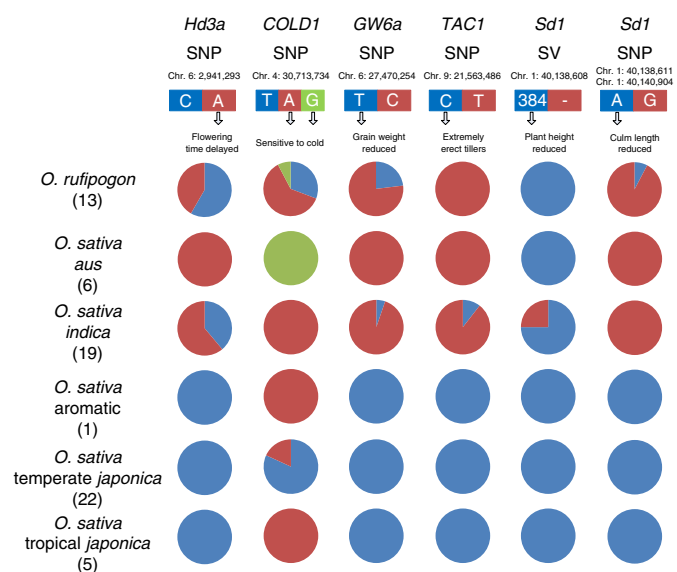 Hd3a COLD1 GW6a TAC1 Sd1 Sd1
SNP SNP SNP SNP SV SNP
Chr. 6: 2,941,293 Chr. 4: 30,713,734 Chr. 6: 27,470,254 Chr. 9: 21,563,486 Chr. 1: 40,138,608 Chr. 1: 40,138,611
Chr. 1: 40,140,904
C A T A G T C C T 384 - A G
Flowering
time delayed
Sensitive to cold
Grain weight
reduced
Extremely
erect tillers
Plant height
reduced
Culm length
reduced
O. rufipogon
(13)
O. sativa
aus
(6)
O. sativa
indica
(19)
O. sativa
aromatic
(1)
O. sativa
temperate japonica
(22)
O. sativa
tropical japonica
(5)